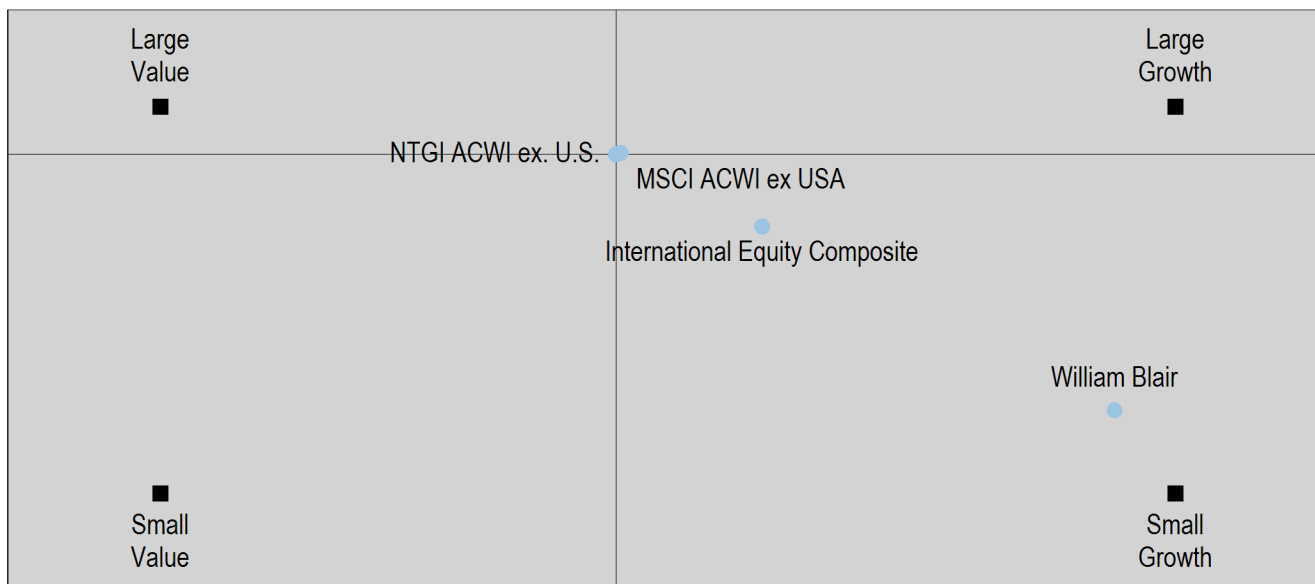 Large
Value
Large
Growth
NTGI ACWI ex. U.S.
MSCI ACWI ex USA
International Equity Composite
William Blair
Small
Value
Small
Growth